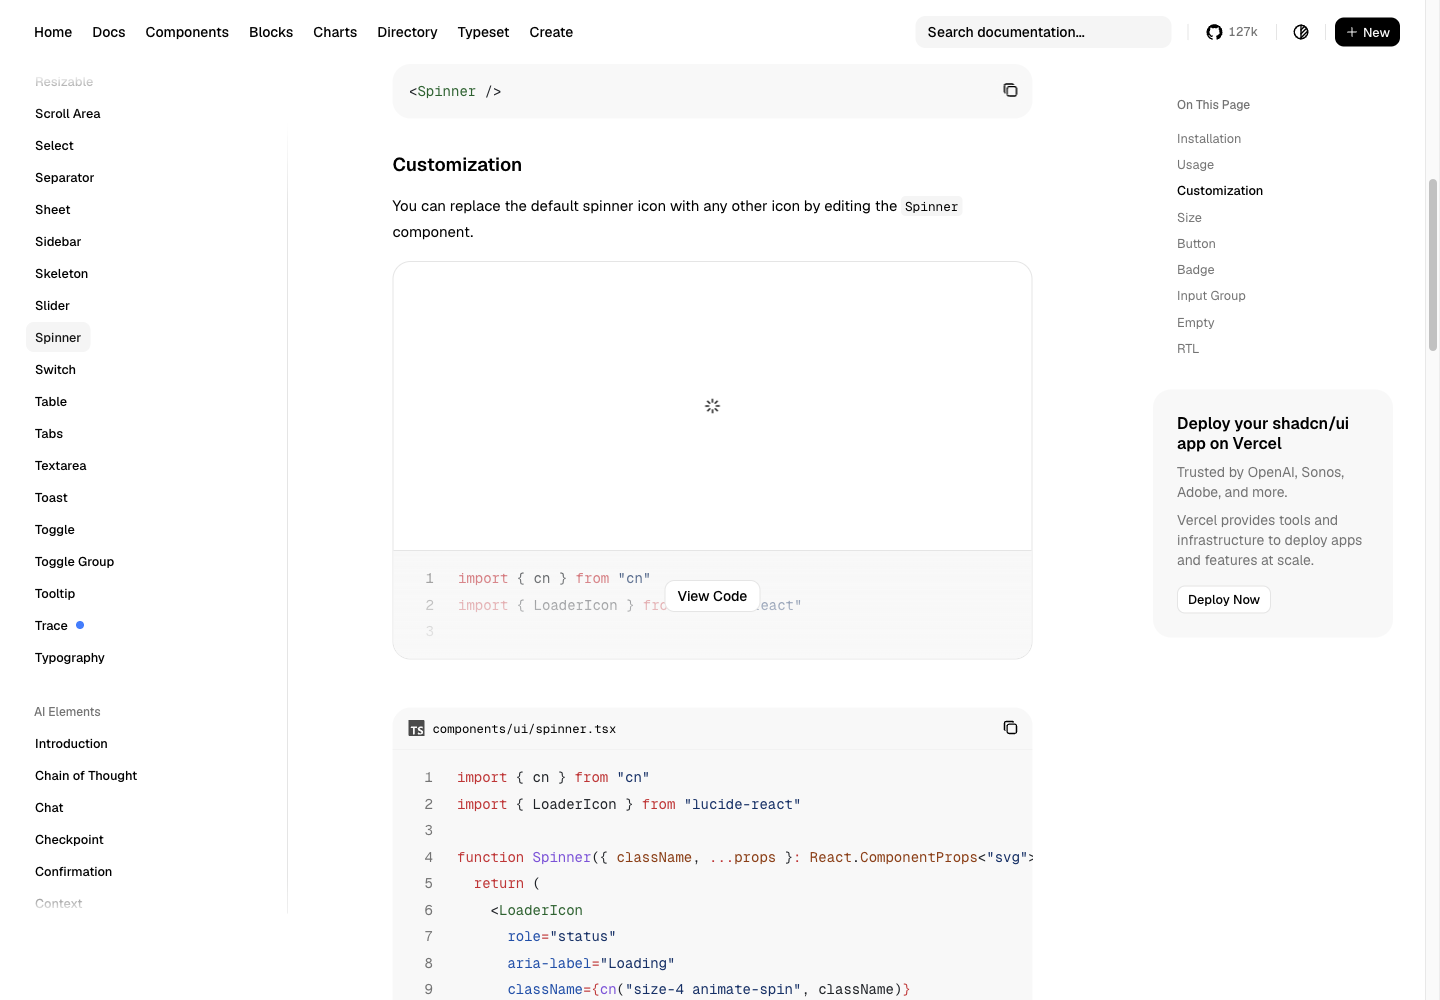 Home Docs Components Blocks Charts Directory Typeset Create
Search documentation...
127k
New
Resizable
Scroll Area
Select
Separator
Sheet
Sidebar
Skeleton
Slider
Spinner
Switch
Table
Tabs
Textarea
Toast
Toggle
Toggle Group
Tooltip
Trace
Typography
AI Elements
Introduction
Chain of Thought
Chat
Checkpoint
Confirmation
Context
<Spinner />
Customization
You can replace the default spinner icon with any other icon by editing the Spinner
component.
1 import { cn } from "cn"
2 import { LoaderIcon } from react"
3
View Code
TS components/ui/spinner.tsx
1 import { cn } from "cn"
2 import { LoaderIcon } from "lucide-react"
3
4 function Spinner({ className, ...props }: React.ComponentProps<"svg">
5 return (
6 <LoaderIcon
7 role="status"
8 aria-label="Loading"
9 className={cn("size-4 animate-spin", className)}
On This Page
Installation
Usage
Customization
Size
Button
Badge
Input Group
Empty
RTL
Deploy your shadcn/ui
app on Vercel
Trusted by OpenAI, Sonos,
Adobe, and more.
Vercel provides tools and
infrastructure to deploy apps
and features at scale.
Deploy Now